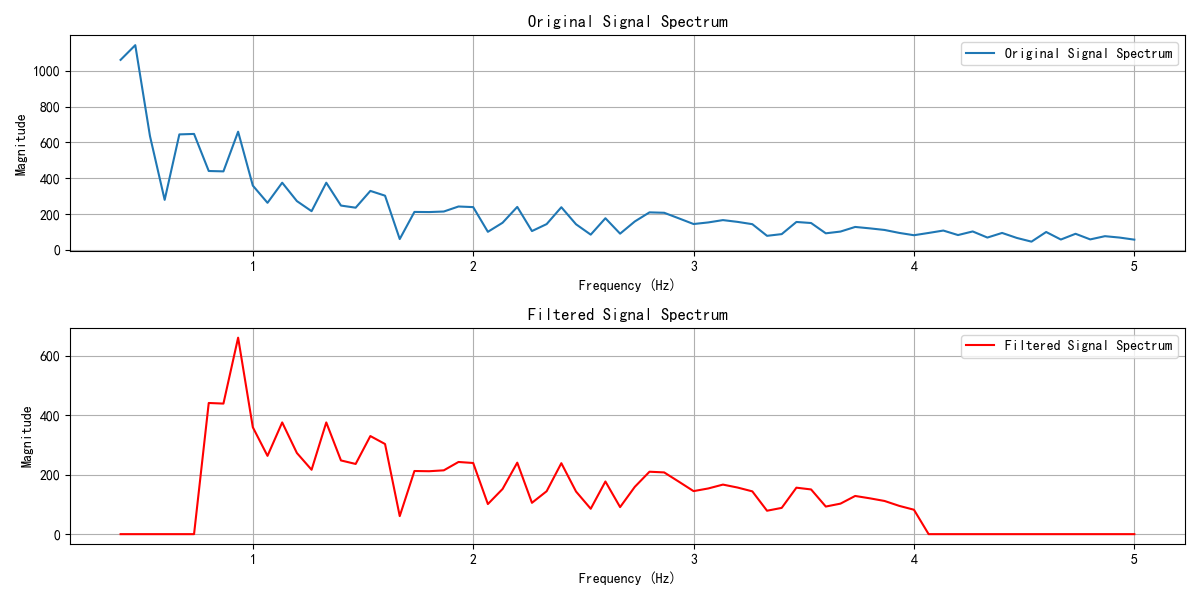 Original Signal Spectrum
Original Signal Spectrum
1000
800
600
400
200
0
Magnitude
1 2 3 4 5
Frequency (Hz)
Filtered Signal Spectrum
Filtered Signal Spectrum
600
400
200
0
Magnitude
1 2 3 4 5
Frequency (Hz)